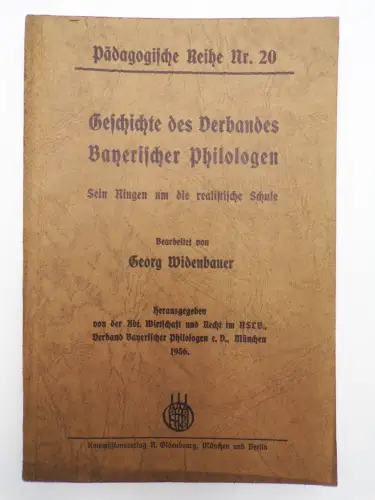 Pädagogische Reihe Nr. 20
Geschichte des Verbandes
Bayerischer Philologen
Sein Ringen um die realistische Schule
Bearbeitet von
Georg Widenbauer
Herausgegeben
von der Abt. Wirtschaft und Recht im NSLB.,
Verband Bayerischer Philologen e. V., München
1936.
Kommissionsverlag R. Oldenbourg, München und Berlin